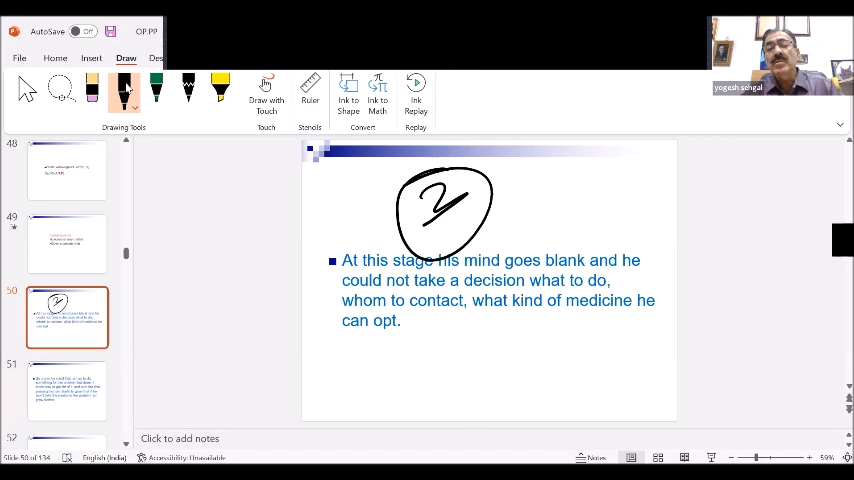 AutoSave
Off
OP.PP
File
Home
Insert
Draw
Des
Draw with
Touch
Ruler
Ink to
Shape
Ink to
Math
Ink
Replay
Drawing Tools
Touch
Stencils
Convert
Replay
yogesh sehgal
48
49
50
51
52
At this stage his mind goes blank and he
could not take a decision what to do,
whom to contact, what kind of medicine he
can opt.
Click to add notes
Slide 50 of 134
English (India)
Accessibility: Unavailable
Notes
59%